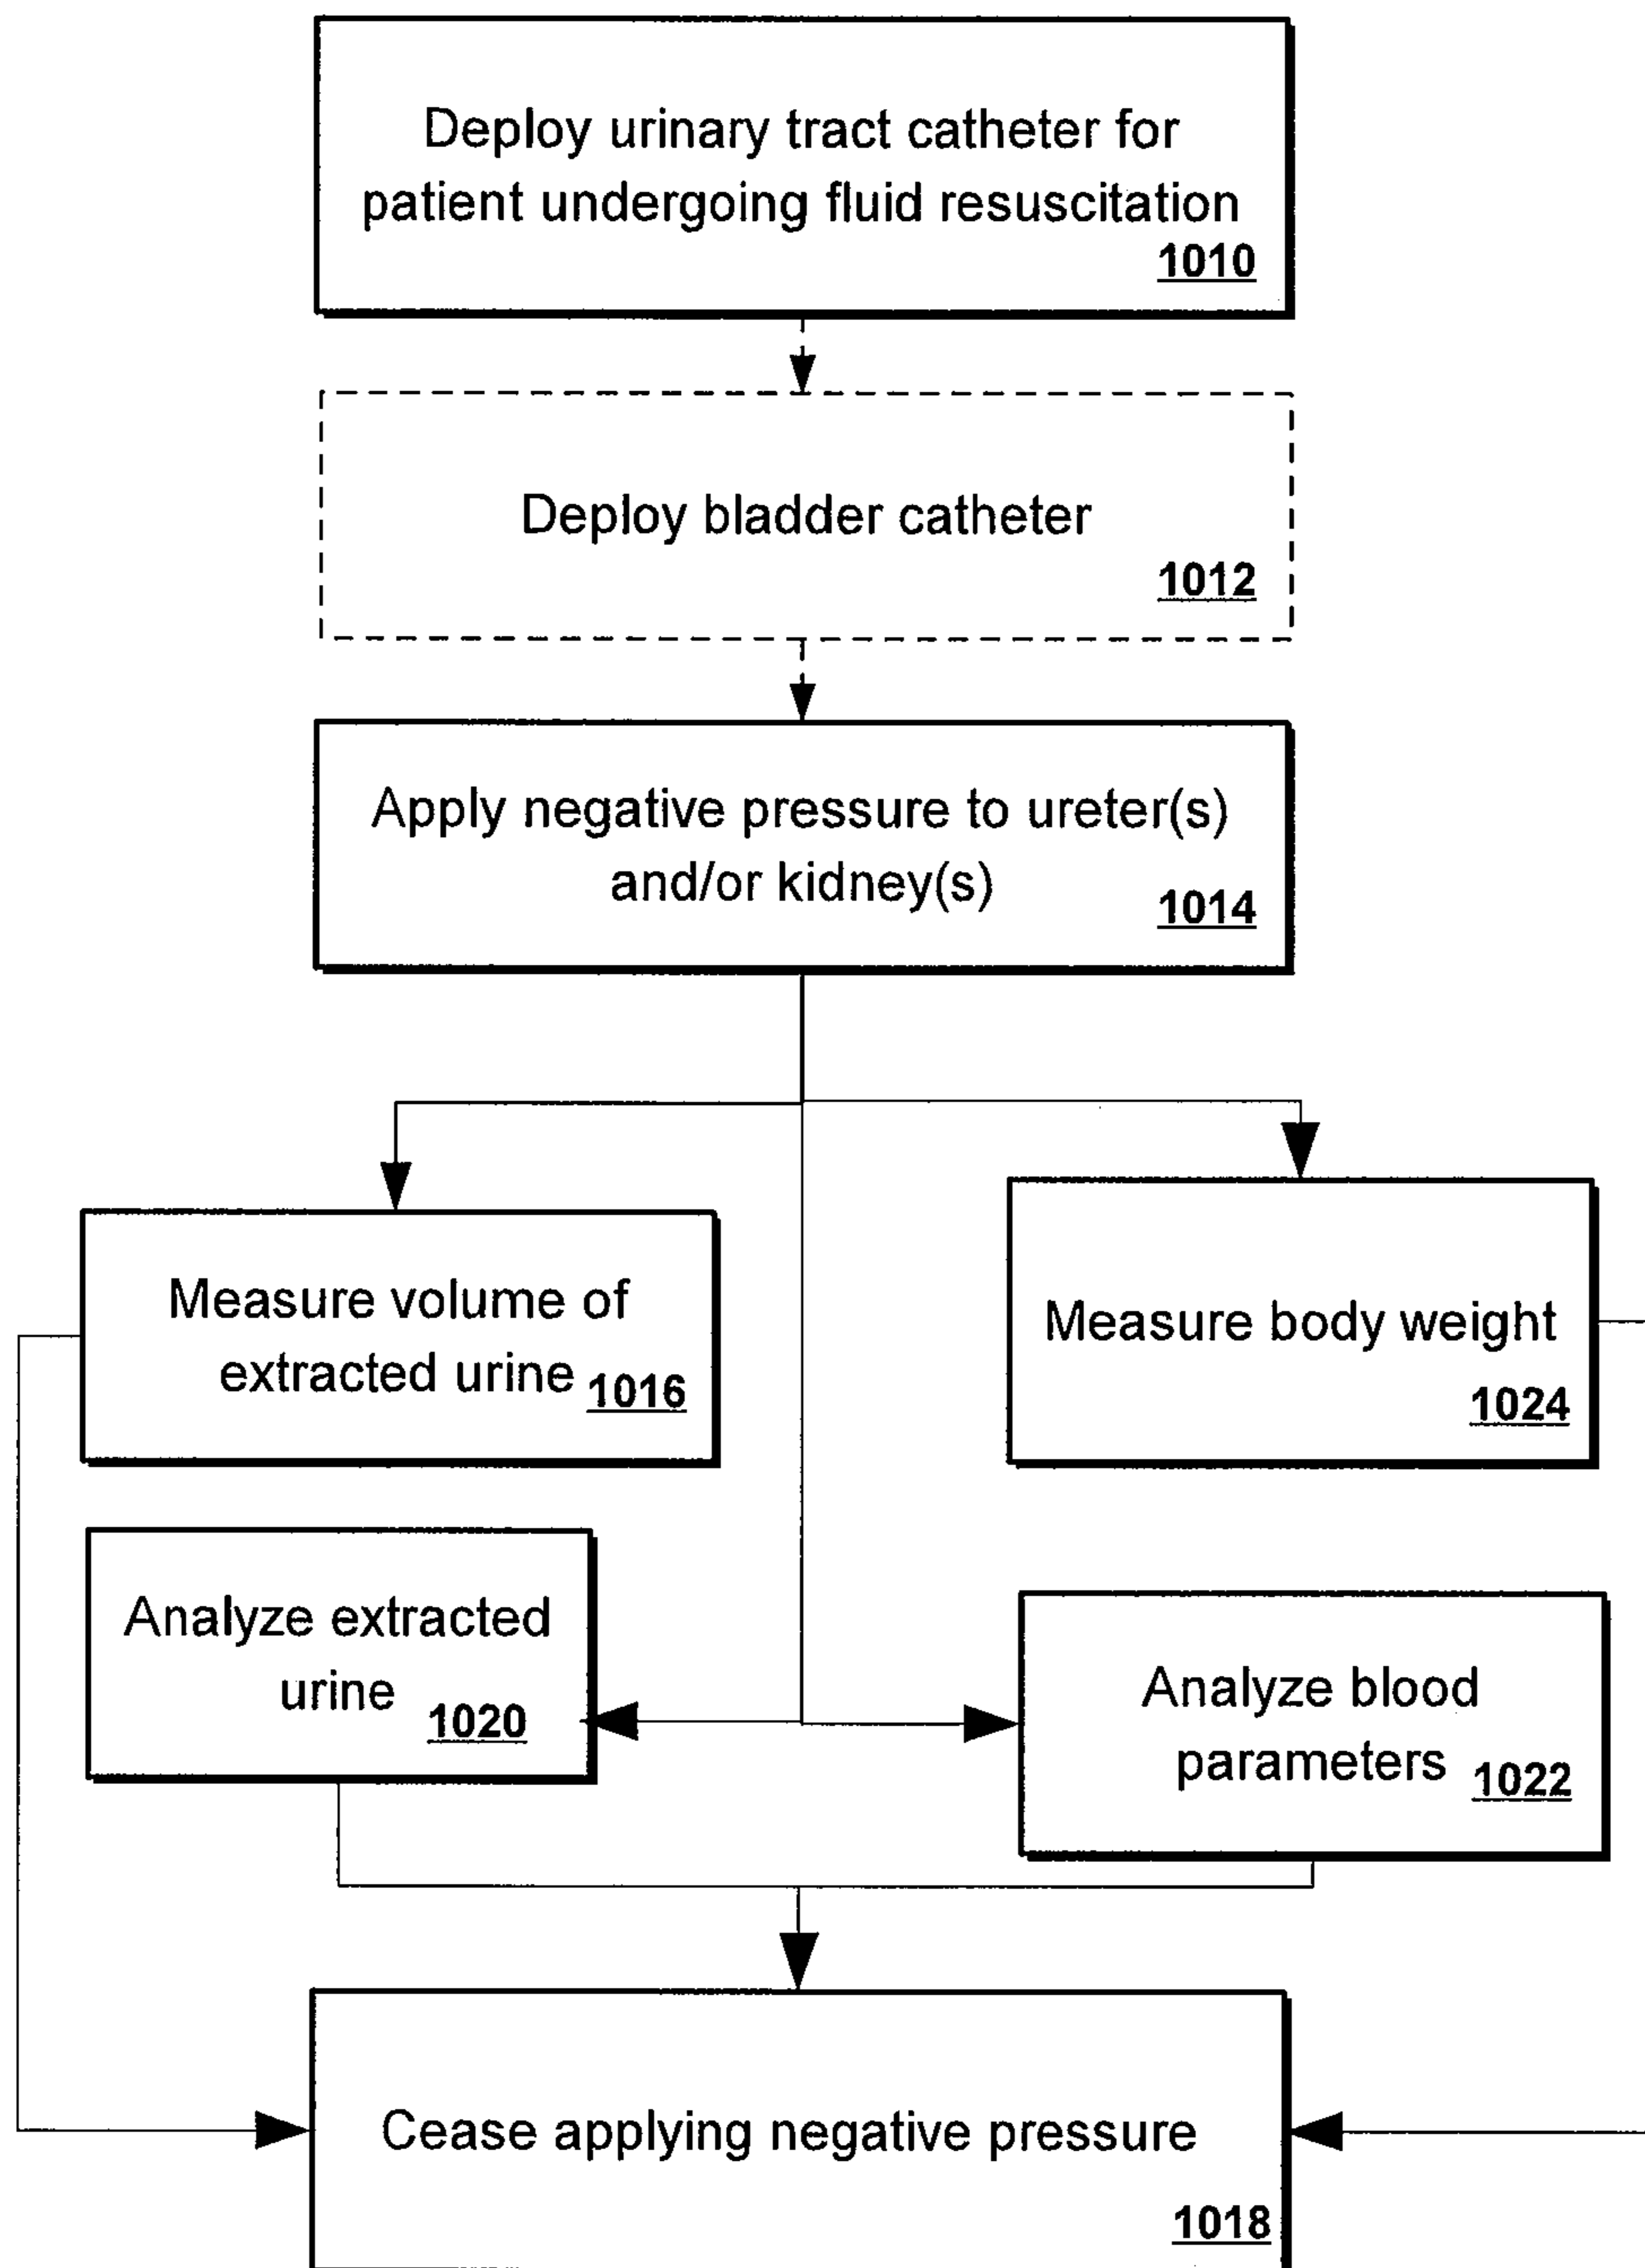 Deploy urinary tract catheter for
patient undergoing fluid resuscitation
1010
Deploy bladder catheter
1012
Apply negative pressure to ureter(s)
and/or kidney(s)
1014
Measure volume of
extracted urine 1016
Measure body weight
1024
Analyze extracted
urine 1020
Analyze blood
parameters 1022
Cease applying negative pressure
1018